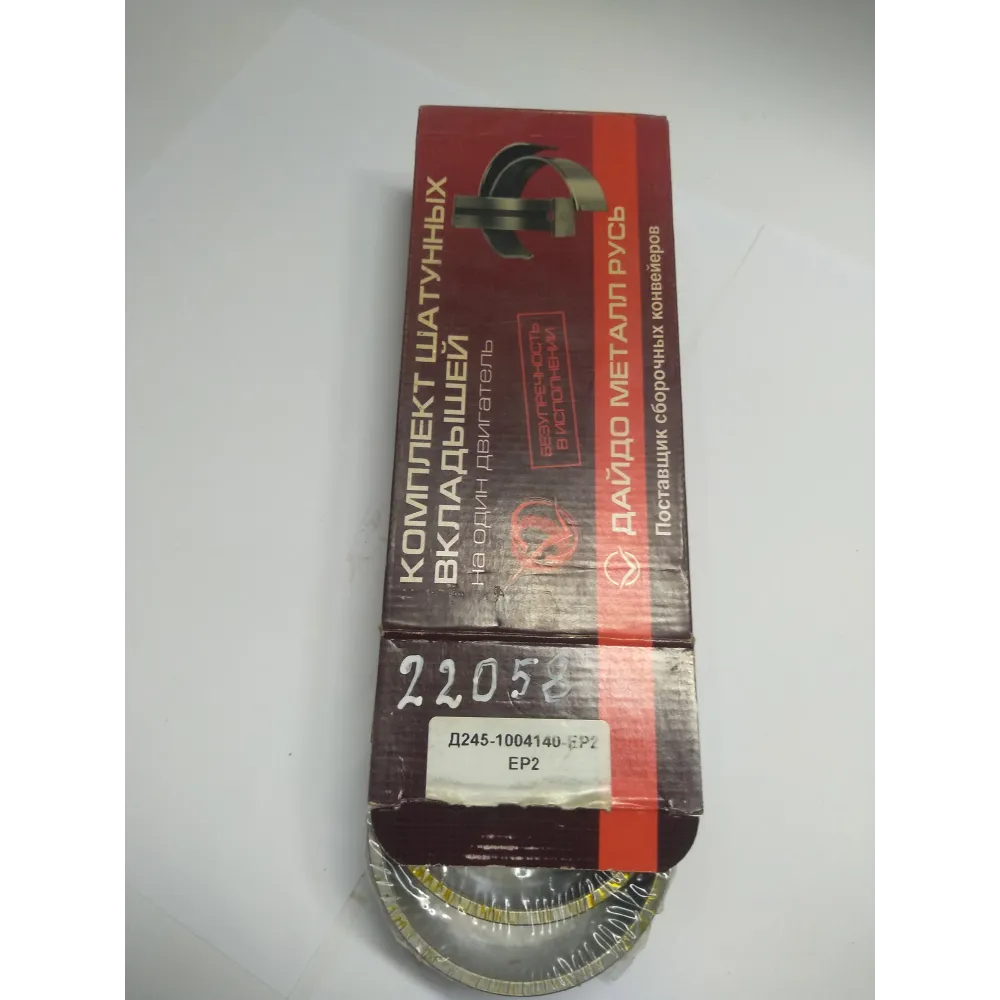 КОМПЛЕКТ ШАТУННЫХ
ВКЛАДЫШЕЙ
на один двигатель
БЕЗУПРЕЧНОСТЬ
В ИСПОЛНЕНИИ
ДАЙДО МЕТАЛЛ РУСЬ
Поставщик сборочных конвейеров
22058
Д245-1004140-ЕР2
ЕР2